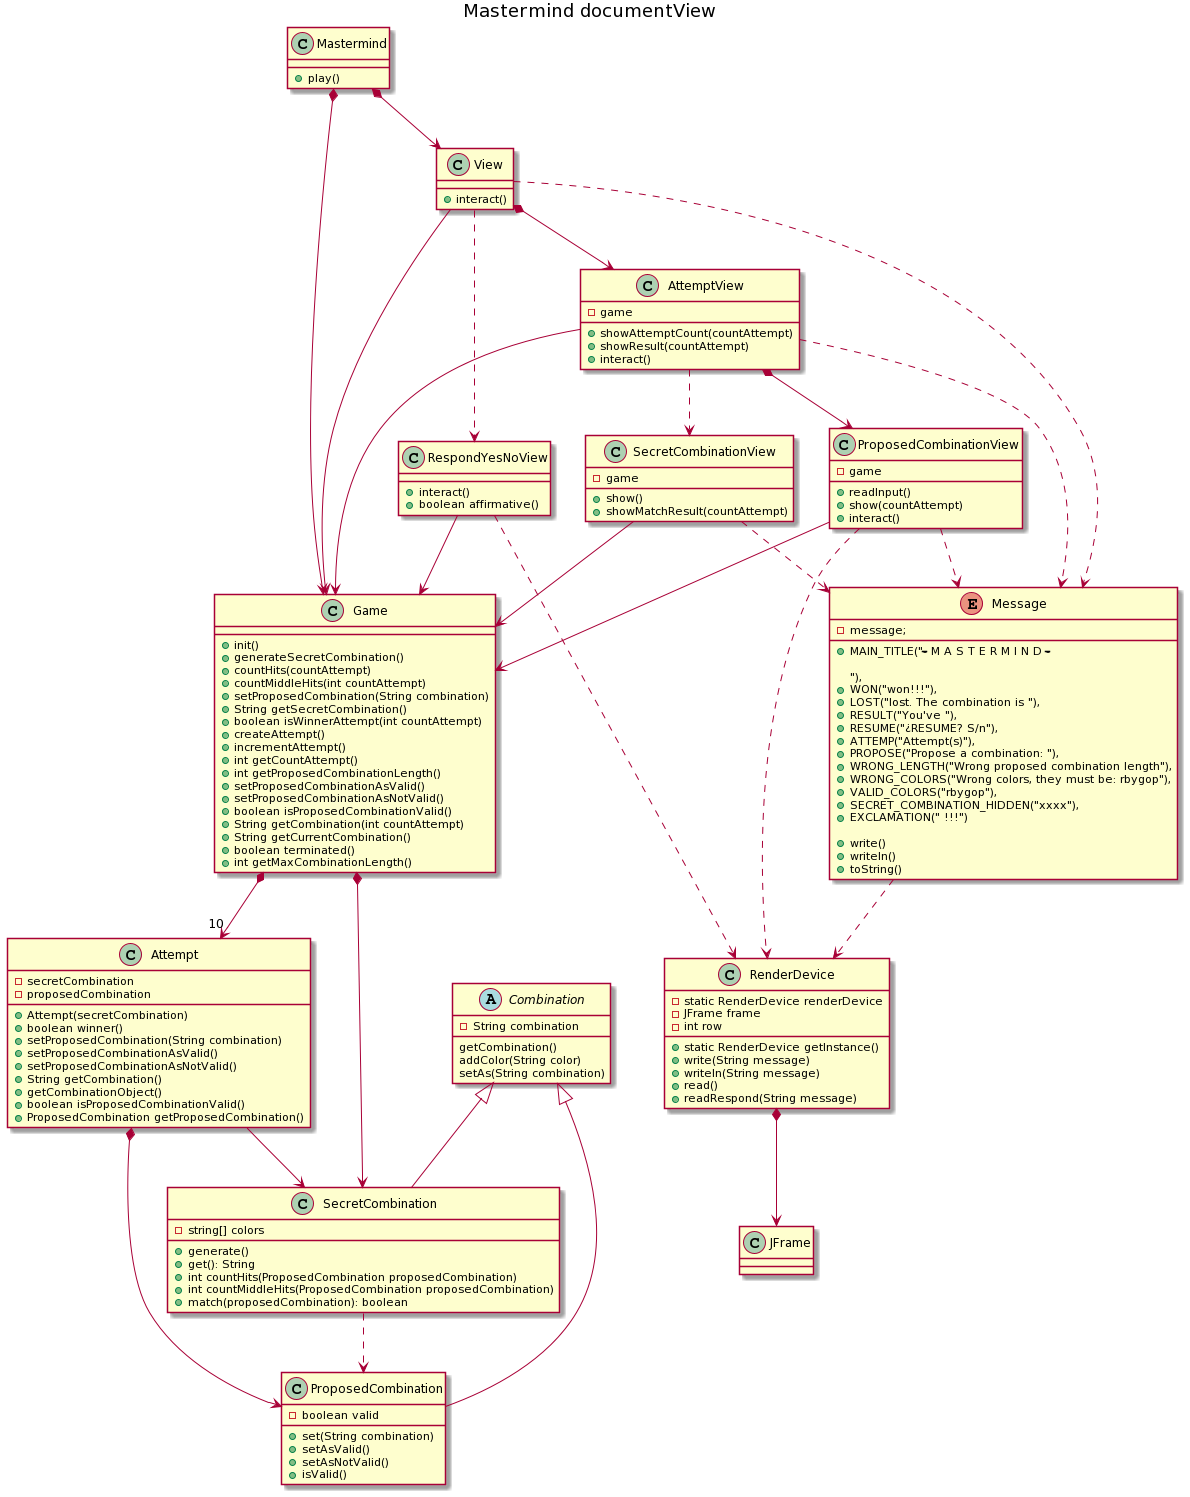 Mastermind documentView
C Mastermind
play()
C View
interact()
C AttemptView
game
showAttemptCount(countAttempt)
showResult(countAttempt)
interact()
C RespondYesNoView
interact()
boolean affirmative()
C SecretCombinationView
game
show()
showMatchResult(countAttempt)
C ProposedCombinationView
game
readInput()
show(countAttempt)
interact()
C Game
init()
generateSecretCombination()
countHits(countAttempt)
countMiddleHits(int countAttempt)
setProposedCombination(String combination)
String getSecretCombination()
boolean isWinnerAttempt(int countAttempt)
createAttempt()
incrementAttempt()
int getCountAttempt()
int getProposedCombinationLength()
setProposedCombinationAsValid()
setProposedCombinationAsNotValid()
boolean isProposedCombinationValid()
String getCombination(int countAttempt)
String getCurrentCombination()
boolean terminated()
int getMaxCombinationLength()
E Message
message;
MAIN_TITLE("M A S T E R M I N D
"),
WON("won!!!"),
LOST("lost. The combination is "),
RESULT("You've "),
RESUME("¿RESUME? S/n"),
ATTEMP("Attempt(s)"),
PROPOSE("Propose a combination: "),
WRONG_LENGTH("Wrong proposed combination length"),
WRONG_COLORS("Wrong colors, they must be: rbygop"),
VALID_COLORS("rbygop"),
SECRET_COMBINATION_HIDDEN("xxxx"),
EXCLAMATION(" !!!")
write()
writeln()
toString()
10
C Attempt
secretCombination
proposedCombination
Attempt(secretCombination)
boolean winner()
setProposedCombination(String combination)
setProposedCombinationAsValid()
setProposedCombinationAsNotValid()
String getCombination()
getCombinationObject()
boolean isProposedCombinationValid()
ProposedCombination getProposedCombination()
A Combination
String combination
getCombination()
addColor(String color)
setAs(String combination)
C RenderDevice
static RenderDevice renderDevice
JFrame frame
int row
static RenderDevice getInstance()
write(String message)
writeln(String message)
read()
readRespond(String message)
C SecretCombination
string[] colors
generate()
get(): String
int countHits(ProposedCombination proposedCombination)
int countMiddleHits(ProposedCombination proposedCombination)
match(proposedCombination): boolean
C JFrame
C ProposedCombination
boolean valid
set(String combination)
setAsValid()
setAsNotValid()
isValid()